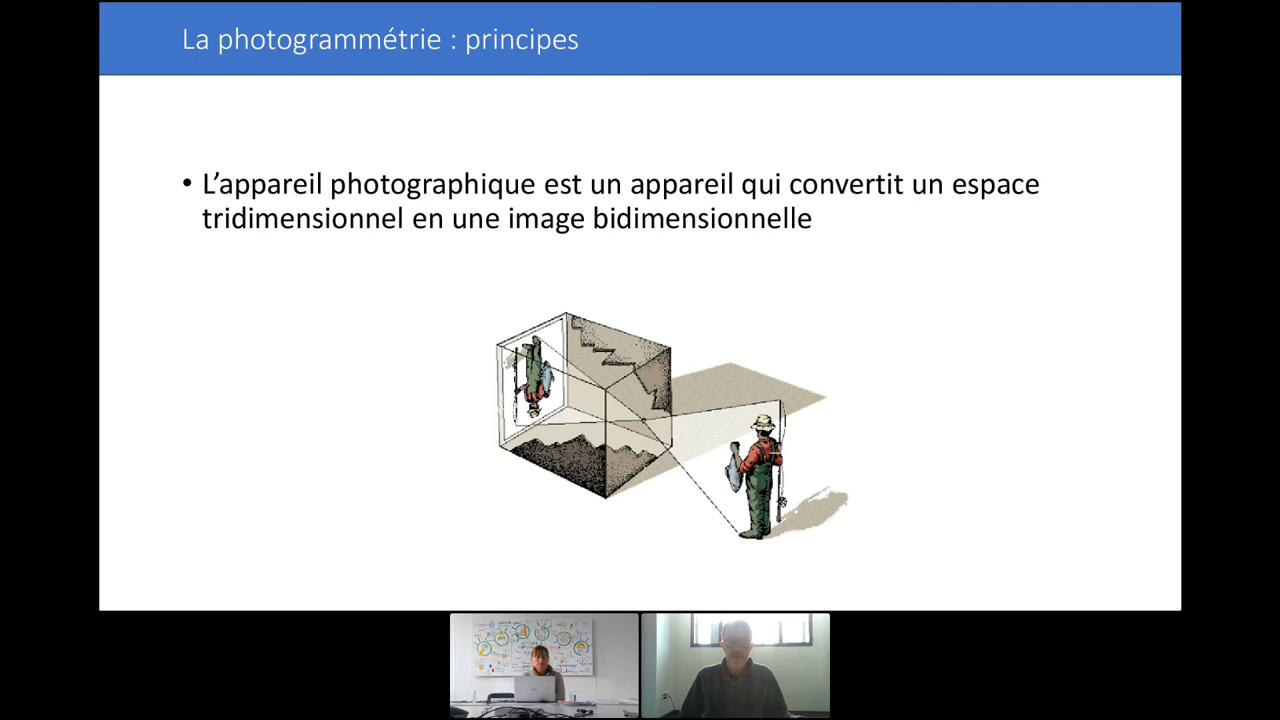 La photogrammétrie : principes
• L’appareil photographique est un appareil qui convertit un espace
tridimensionnel en une image bidimensionnelle